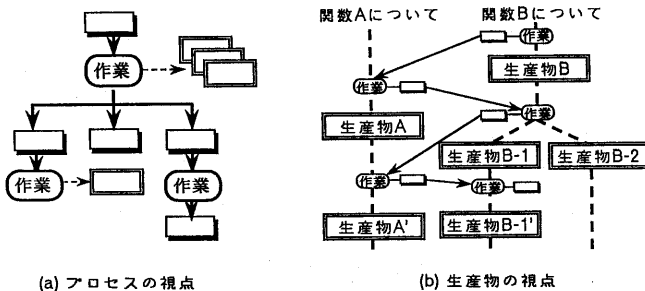 関数Aについて 関数Bについて
作業
作業
生産物B
作業
作業
生産物A
生産物B-1 生産物B-2
作業 作業
作業 作業
生産物A' 生産物B-1'
(a) プロセスの視点 (b) 生産物の視点